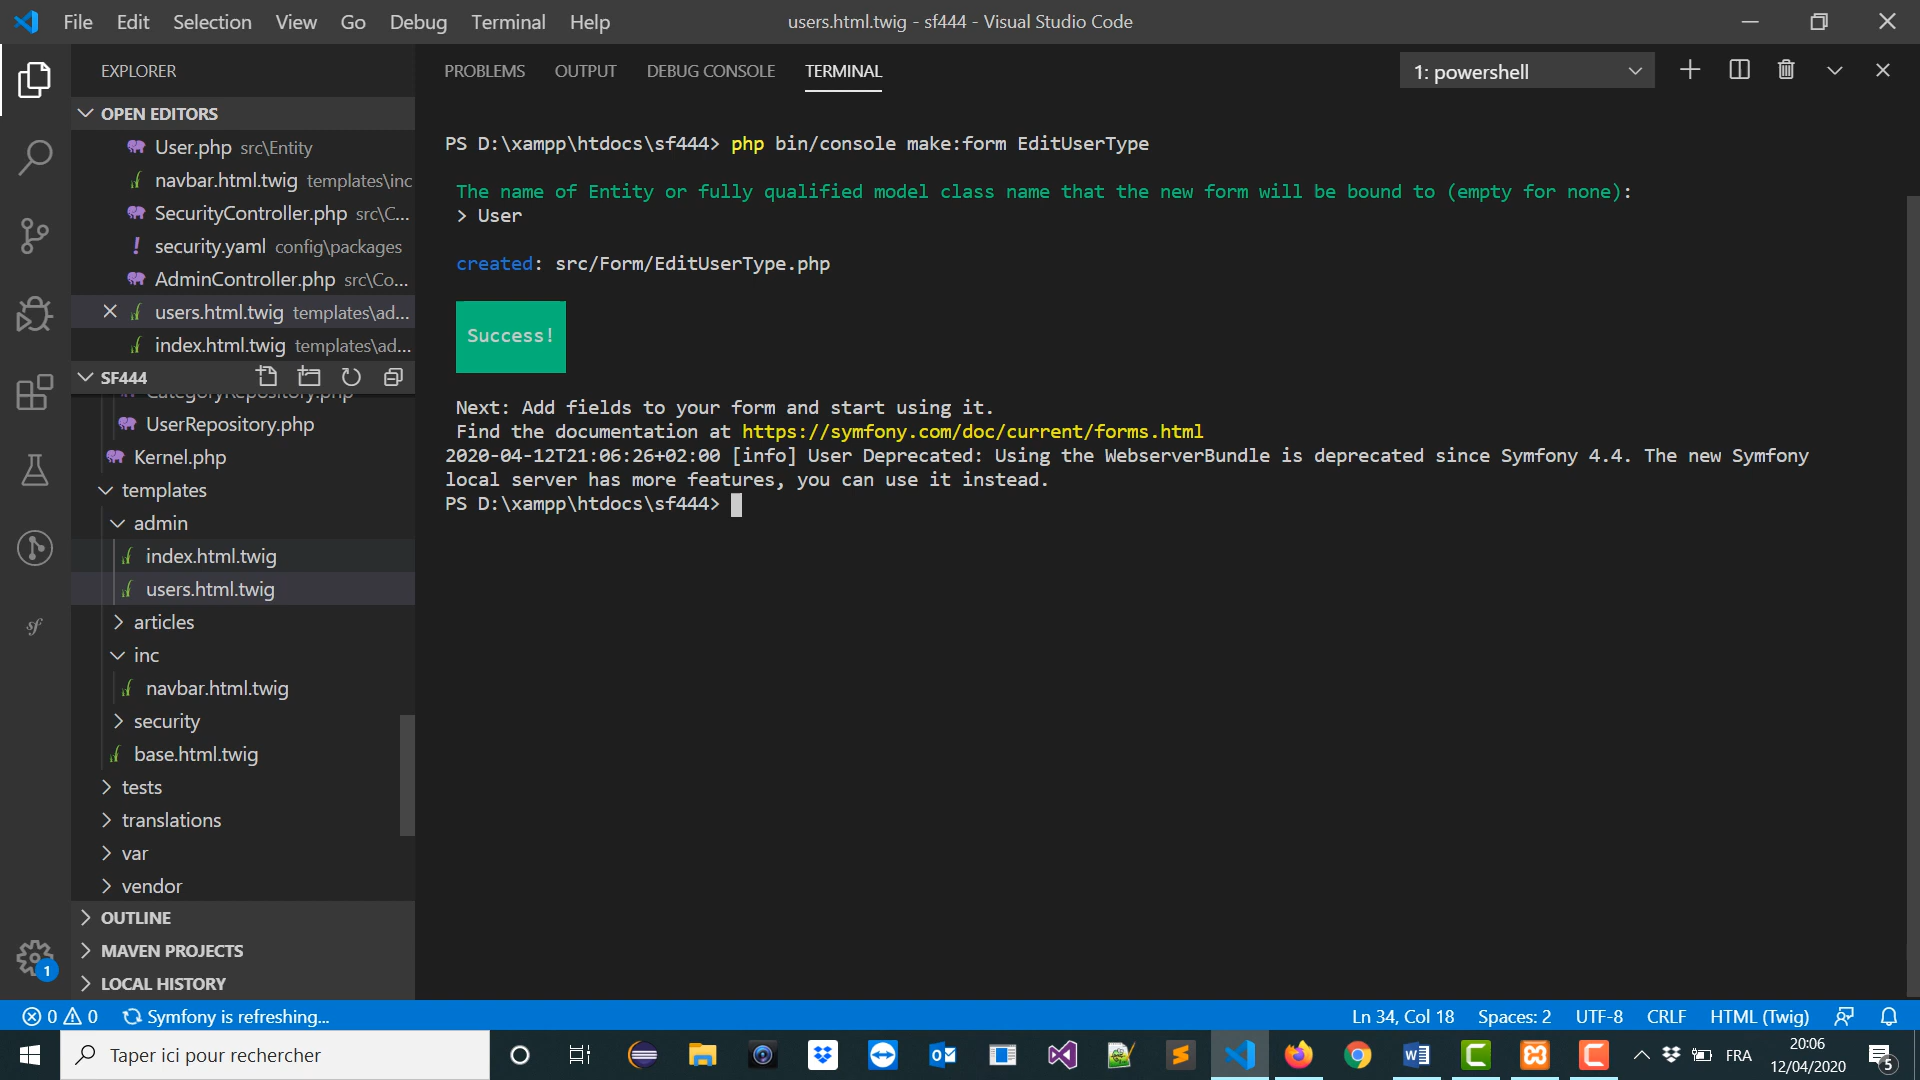 File Edit Selection View Go Debug Terminal Help
users.html.twig - sf444 - Visual Studio Code
EXPLORER
OPEN EDITORS
User.php src\Entity
navbar.html.twig templates\inc
SecurityController.php src\C...
security.yaml config\packages
AdminController.php src\Co...
users.html.twig templates\ad...
index.html.twig templates\ad...
SF444
CategoryRepository.php
UserRepository.php
Kernel.php
templates
admin
index.html.twig
users.html.twig
articles
inc
navbar.html.twig
security
base.html.twig
tests
translations
var
vendor
OUTLINE
MAVEN PROJECTS
LOCAL HISTORY
PROBLEMS OUTPUT DEBUG CONSOLE TERMINAL
1: powershell
PS D:\xampp\htdocs\sf444> php bin/console make:form EditUserType
The name of Entity or fully qualified model class name that the new form will be bound to (empty for none):
> User
created: src/Form/EditUserType.php
Success!
Next: Add fields to your form and start using it.
Find the documentation at https://symfony.com/doc/current/forms.html
2020-04-12T21:06:26+02:00 [info] User Deprecated: Using the WebserverBundle is deprecated since Symfony 4.4. The new Symfony
local server has more features, you can use it instead.
PS D:\xampp\htdocs\sf444>
1
0 0 Symfony is refreshing...
Ln 34, Col 18 Spaces: 2 UTF-8 CRLF HTML (Twig)
Taper ici pour rechercher
FRA
20:06
12/04/2020
5